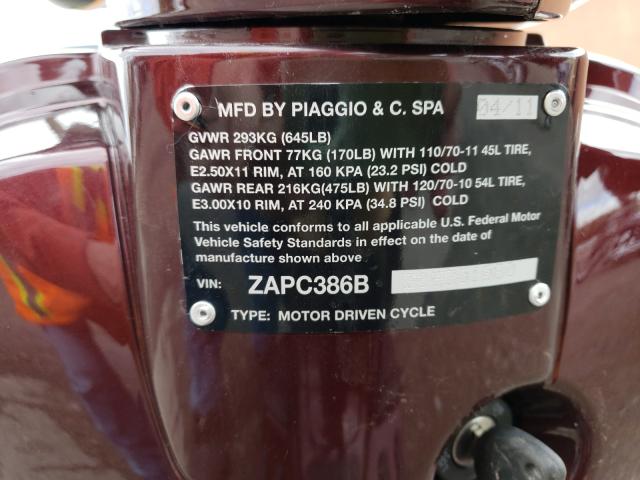 MFD BY PIAGGIO & C. SPA 04/11
GVWR 293KG (645LB)
GAWR FRONT 77KG (170LB) WITH 110/70-11 45L TIRE,
E2.50X11 RIM, AT 160 KPA (23.2 PSI) COLD
GAWR REAR 216KG(475LB) WITH 120/70-10 54L TIRE,
E3.00X10 RIM, AT 240 KPA (34.8 PSI) COLD
This vehicle conforms to all applicable U.S. Federal Motor
Vehicle Safety Standards in effect on the date of
manufacture shown above
VIN: ZAPC386B
TYPE: MOTOR DRIVEN CYCLE